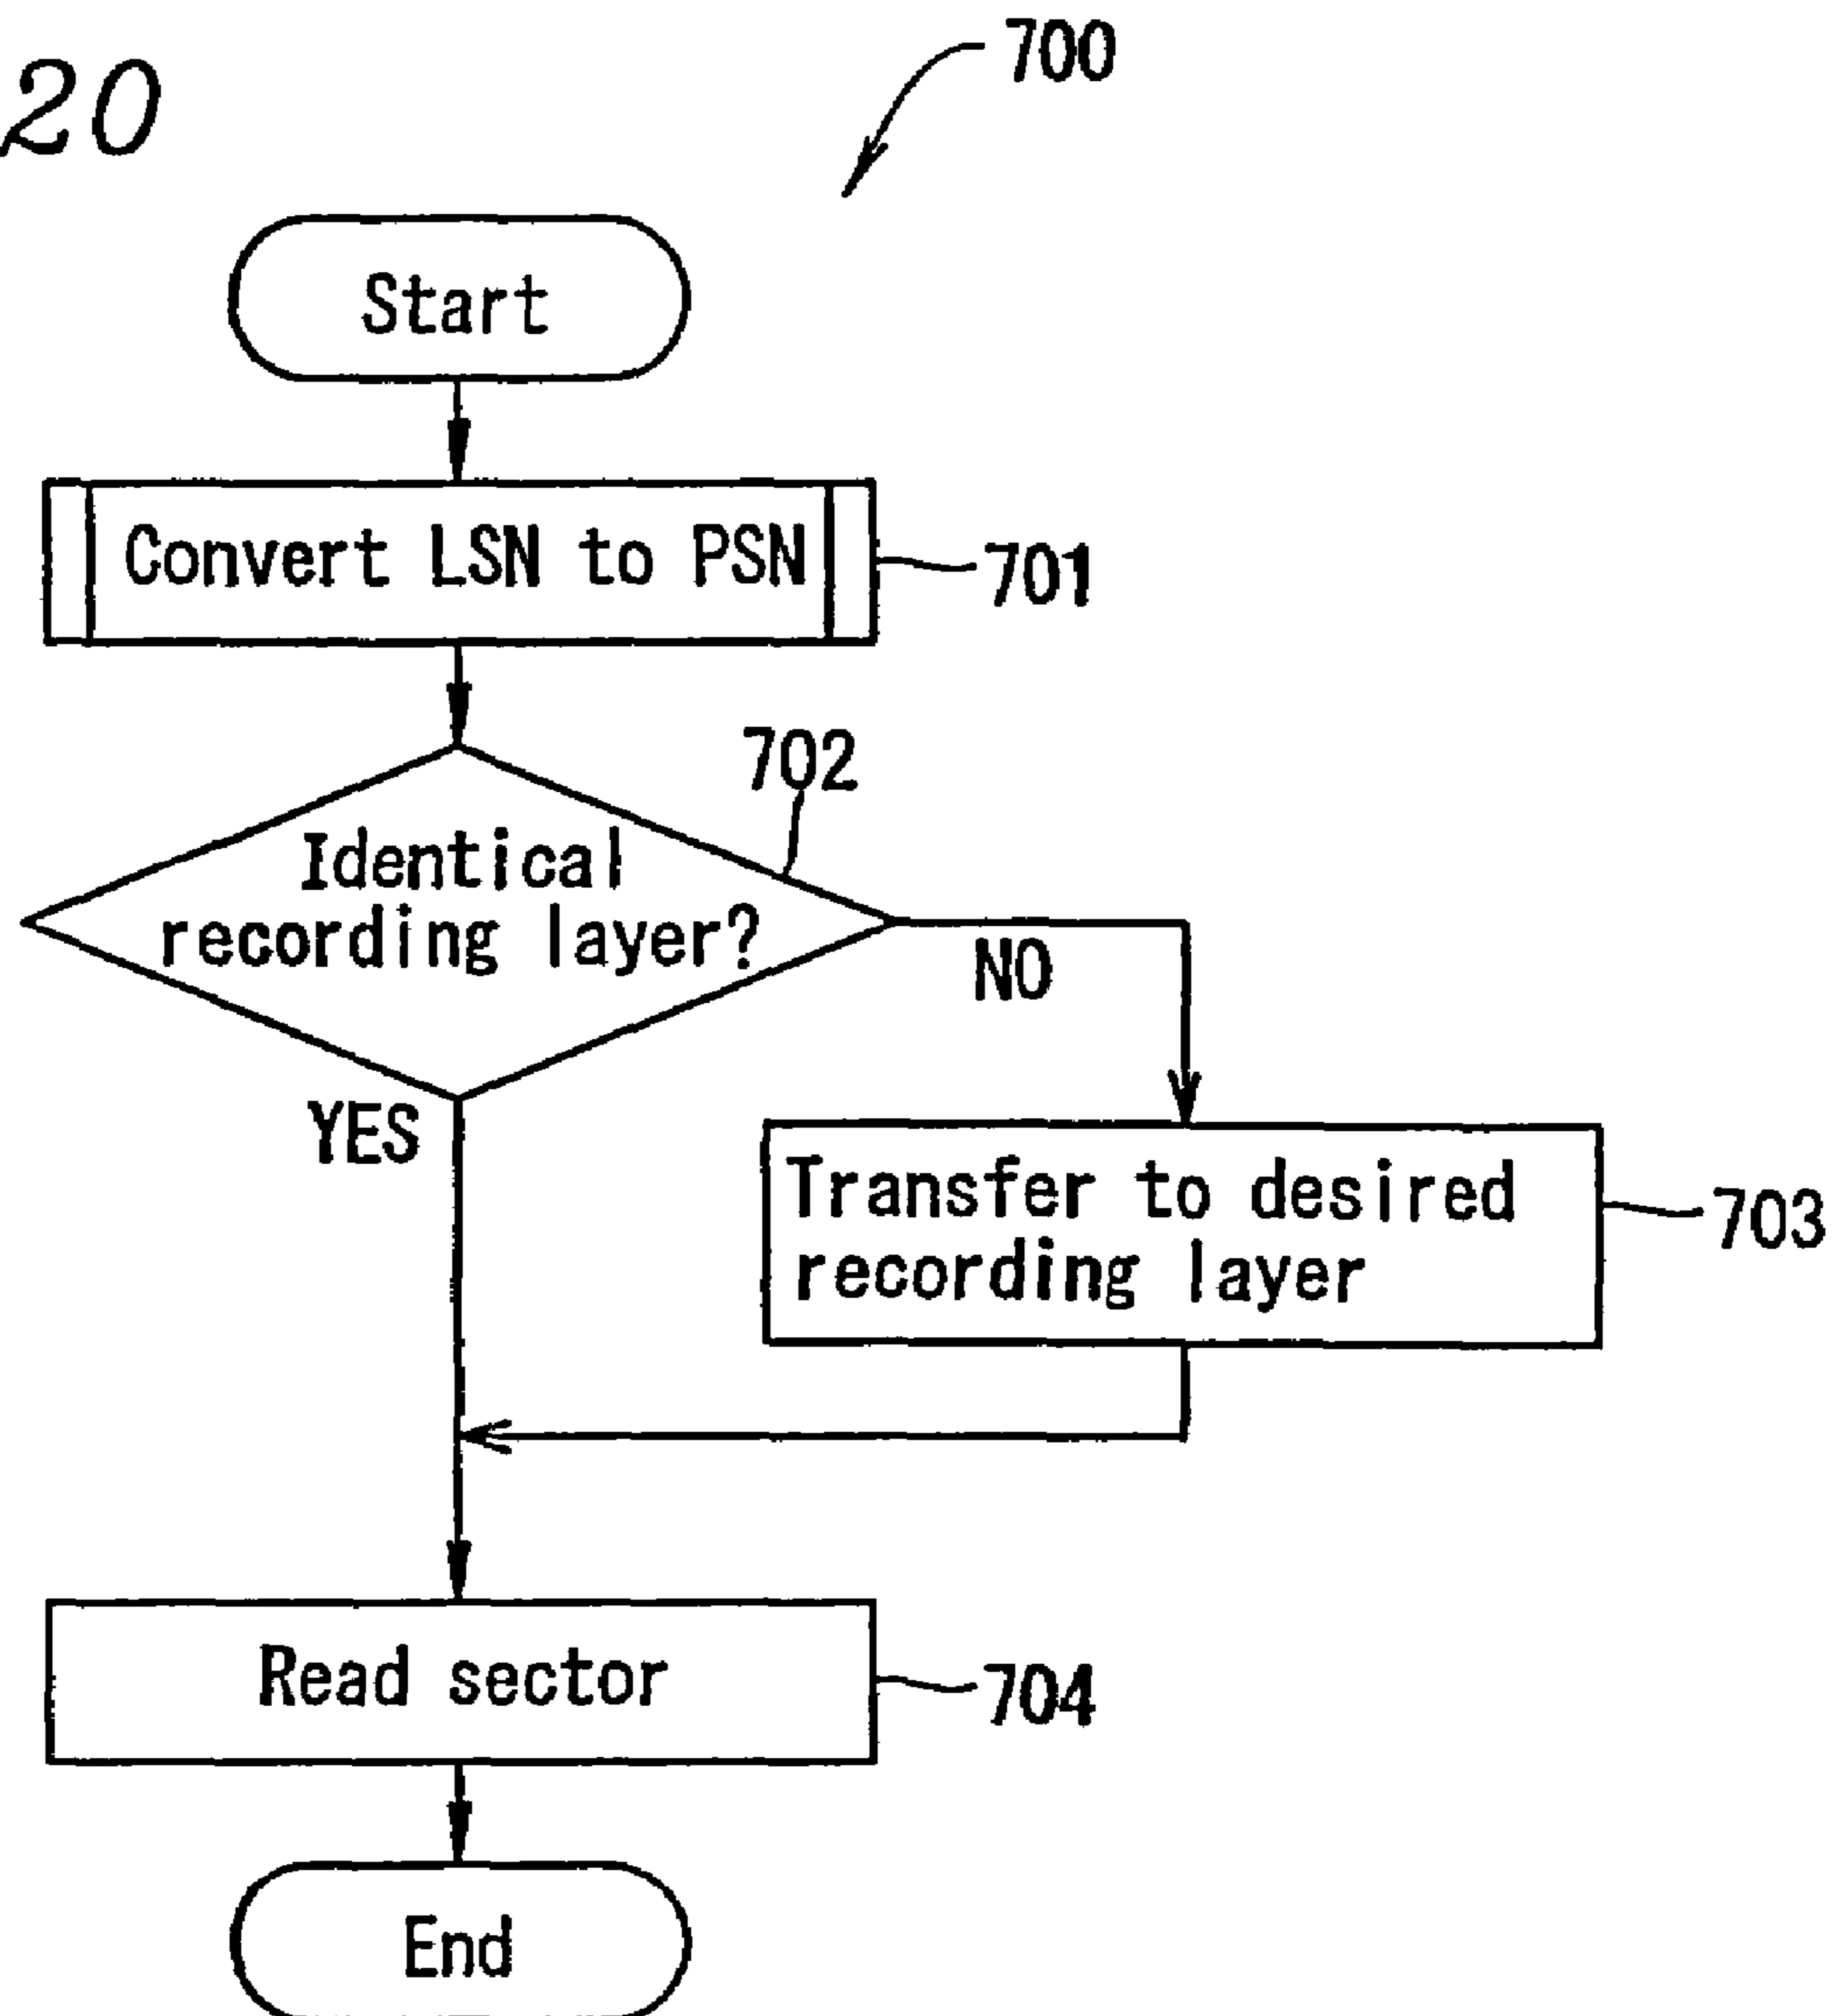 20
700
Start
Convert LSN to PSN
701
702
Identical
recording layer?
NO
YES
Transfer to desired
recording layer
703
Read sector
704
End